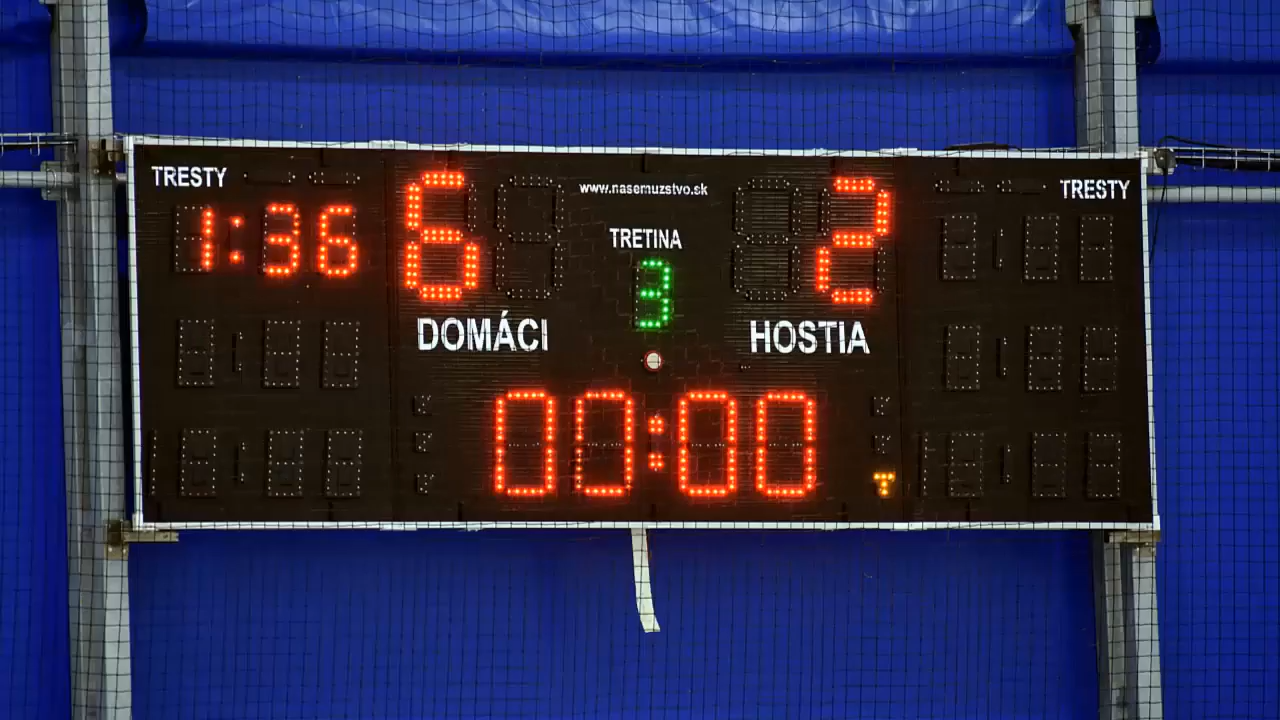 TRESTY
www.nasemuzstvo.sk
TRESTY
1:36
6
TRETINA
2
3
DOMÁCI
HOSTIA
00:00
T